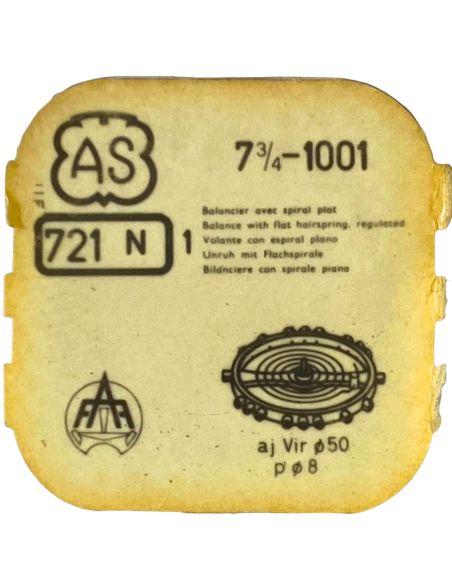 AS
7¾-1001
721 N 1
Balancier avec spiral plat
Balance with flat hairspring, regulated
Volante con espiral plano
Unruh mit Flachspirale
Bilanciere con spirale piana
aj Vir ø50
p'ø8